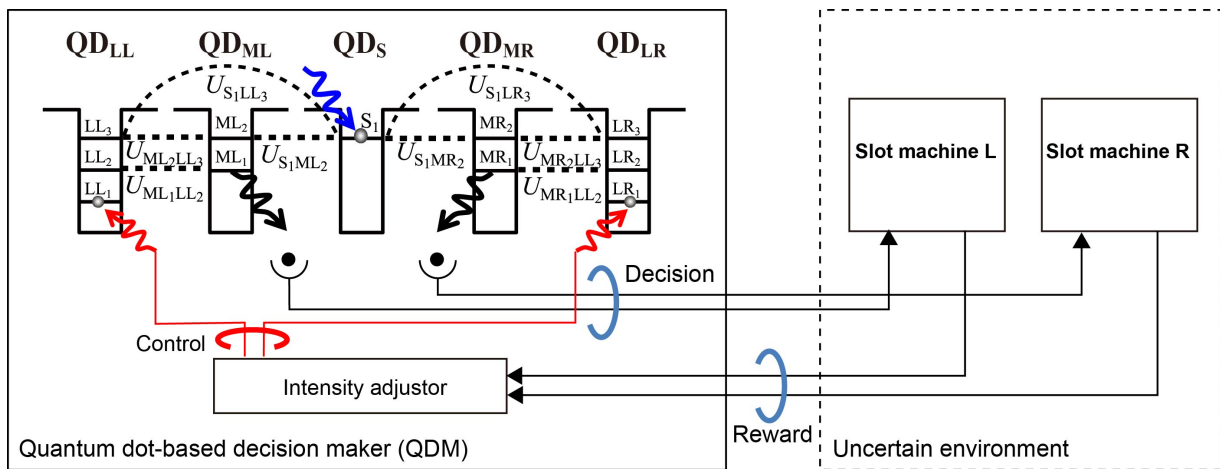 QDLL QDML QDS QDMR QDLR
US1LL3 US1LR3
LL3 ML2 S1 MR2 LR3
LL2 UML2LL3 ML1 US1ML2 US1MR2 MR1 UMR2LL3 LR2
LL1 UML1LL2 UMR1LL2 LR1
Slot machine L Slot machine R
Decision
Control
Intensity adjustor
Reward
Quantum dot-based decision maker (QDM) Uncertain environment